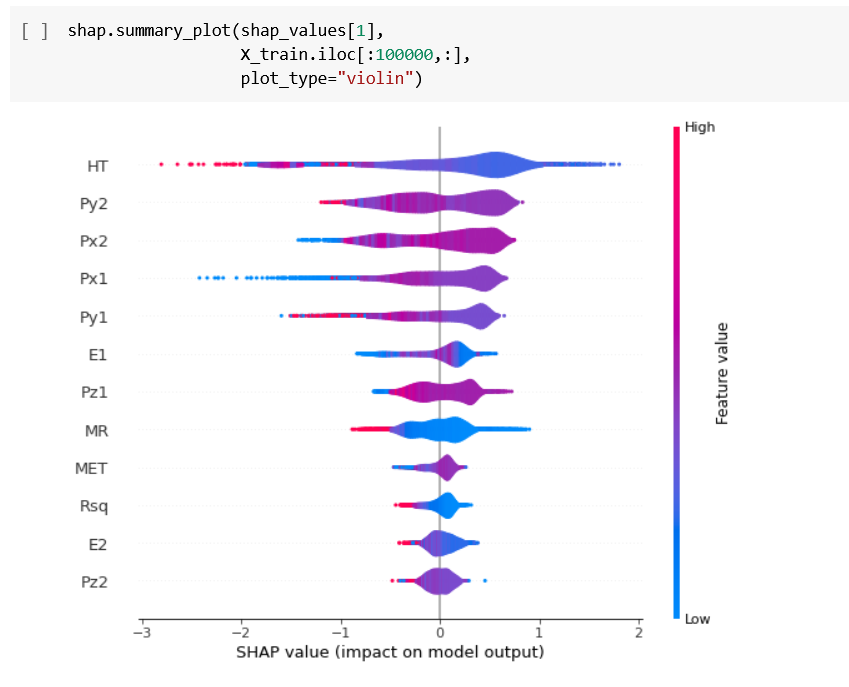 [ ] shap.summary_plot(shap_values[1],
X_train.iloc[:100000,:],
plot_type="violin")
High
HT
Py2
Px2
Px1
Py1
E1
Pz1
MR
MET
Rsq
E2
Pz2
Feature value
Low
−3 −2 −1 0 1 2
SHAP value (impact on model output)